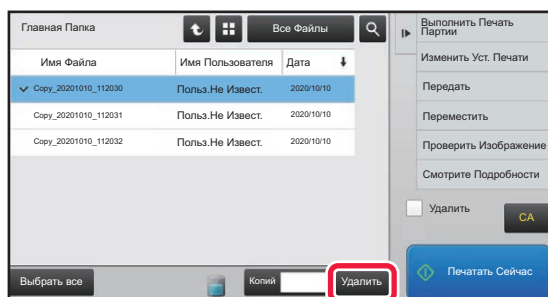 Главная Папка
Все Файлы
Имя Файла Имя Пользователя Дата
Copy_20201010_112030 Польз.Не Извест. 2020/10/10
Copy_20201010_112031 Польз.Не Извест. 2020/10/10
Copy_20201010_112032 Польз.Не Извест. 2020/10/10
Выбрать все
Копий
Удалить
Выполнить Печать
Партии
Изменить Уст. Печати
Передать
Переместить
Проверить Изображение
Смотрите Подробности
Удалить
CA
Печатать Сейчас